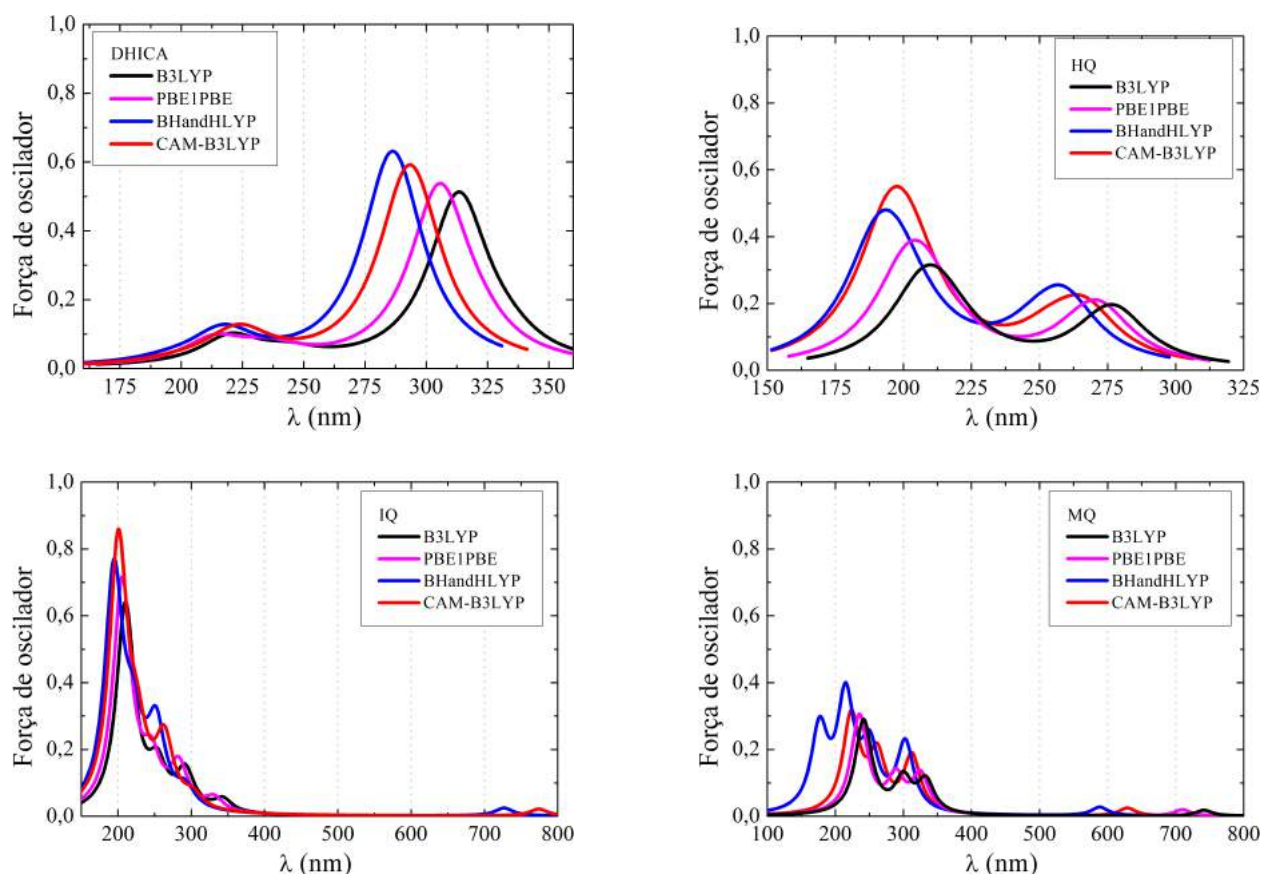 DHICA
B3LYP
PBE1PBE
BHandHLYP
CAM-B3LYP
Força de oscilador
1,0
0,8
0,6
0,4
0,2
0,0
175 200 225 250 275 300 325 350
λ (nm)
HQ
B3LYP
PBE1PBE
BHandHLYP
CAM-B3LYP
Força de oscilador
1,0
0,8
0,6
0,4
0,2
0,0
150 175 200 225 250 275 300 325
λ (nm)
IQ
B3LYP
PBE1PBE
BHandHLYP
CAM-B3LYP
Força de oscilador
1,0
0,8
0,6
0,4
0,2
0,0
200 300 400 500 600 700 800
λ (nm)
MQ
B3LYP
PBE1PBE
BHandHLYP
CAM-B3LYP
Força de oscilador
1,0
0,8
0,6
0,4
0,2
0,0
100 200 300 400 500 600 700 800
λ (nm)